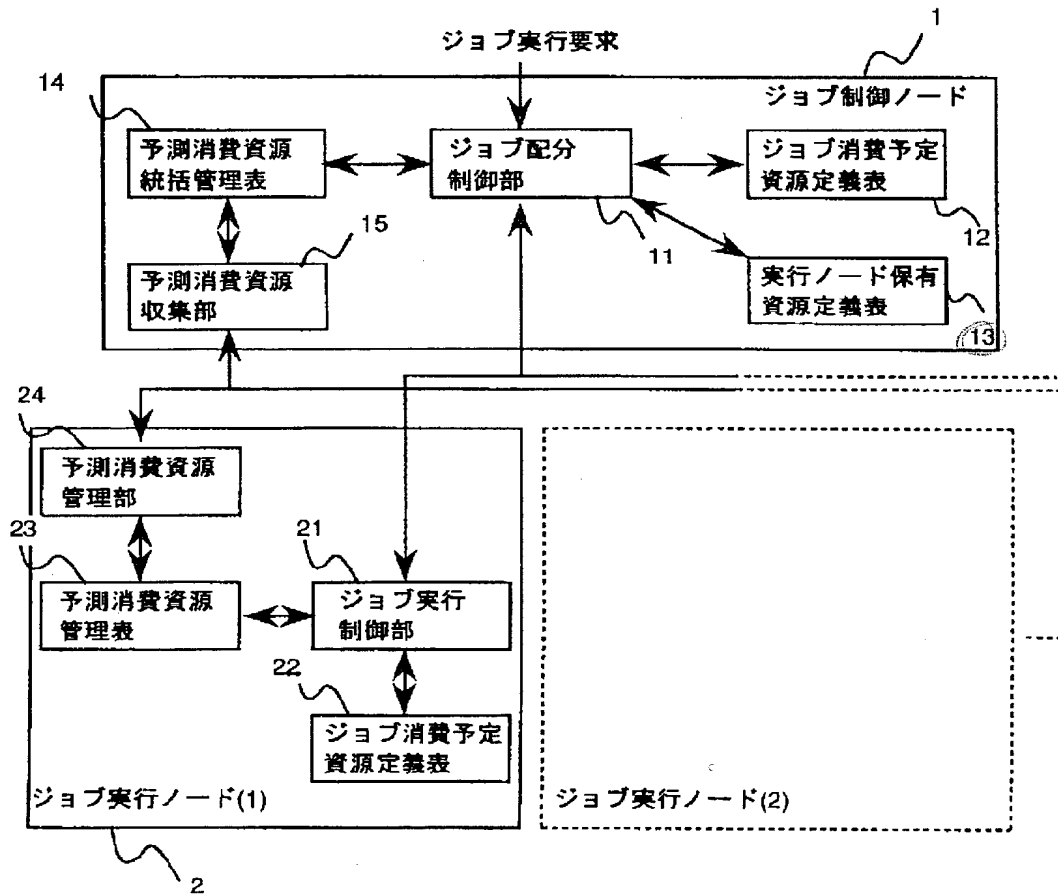 ジョブ実行要求
1
14
ジョブ制御ノード
予測消費資源
統括管理表
ジョブ配分
制御部
ジョブ消費予定
資源定義表
15
11
12
予測消費資源
収集部
実行ノード保有
資源定義表
13
24
予測消費資源
管理部
23
21
予測消費資源
管理表
ジョブ実行
制御部
22
ジョブ消費予定
資源定義表
ジョブ実行ノード(1)
ジョブ実行ノード(2)
2